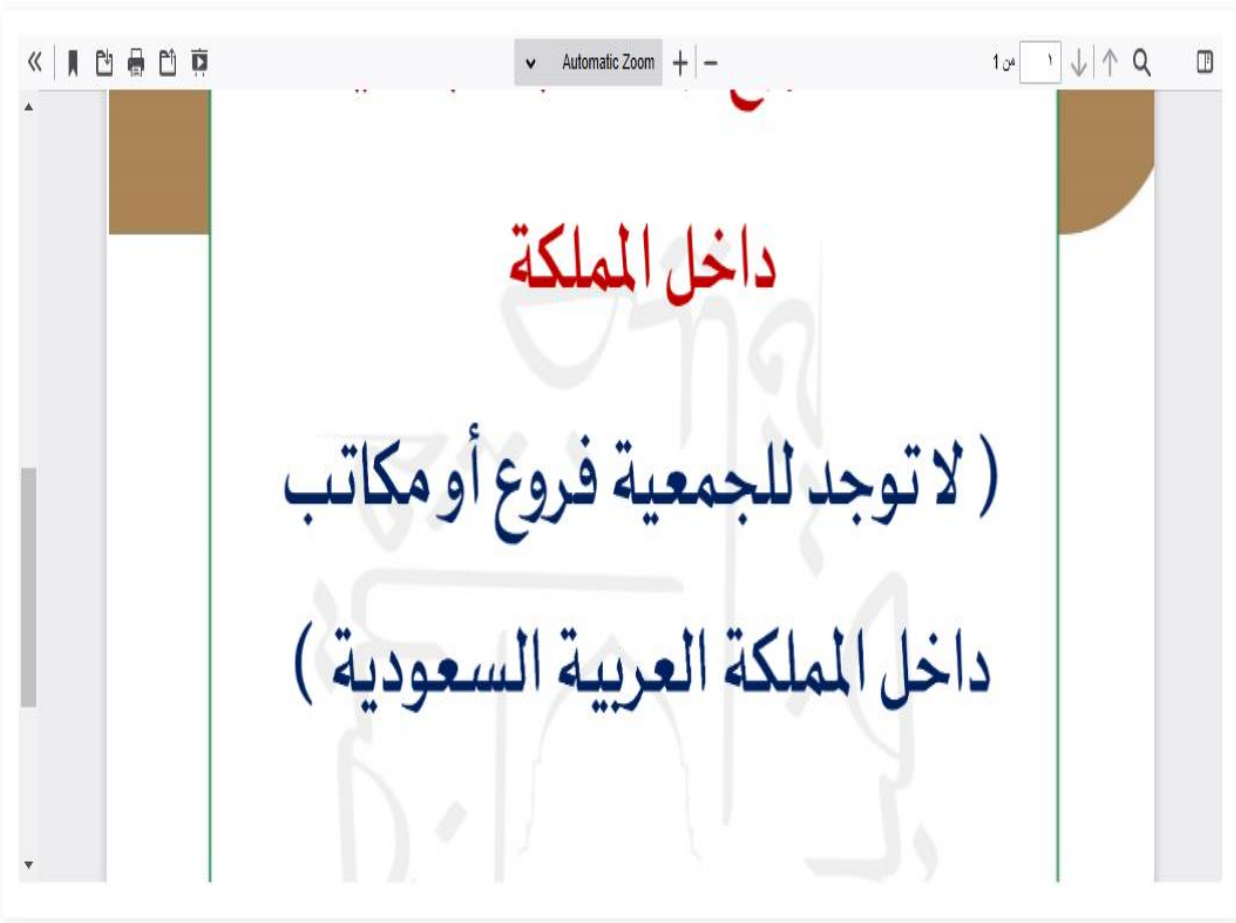 Automatic Zoom
١ من 1
داخل المملكة
( لا توجد للجمعية فروع أو مكاتب
داخل المملكة العربية السعودية )